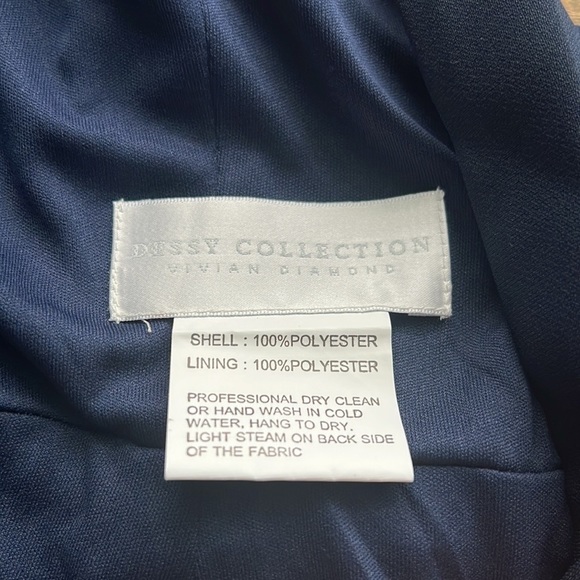 DESSY COLLECTION
VIVIAN DIAMOND
SHELL : 100%POLYESTER
LINING : 100%POLYESTER
PROFESSIONAL DRY CLEAN
OR HAND WASH IN COLD
WATER, HANG TO DRY.
LIGHT STEAM ON BACK SIDE
OF THE FABRIC